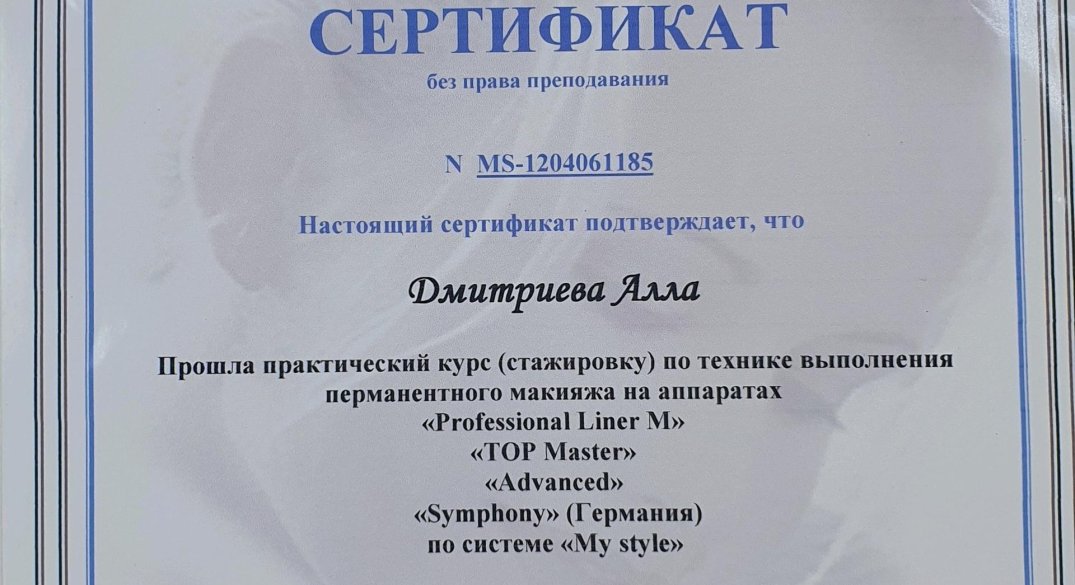 СЕРТИФИКАТ
без права преподавания
N MS-1204061185
Настоящий сертификат подтверждает, что
Дмитриева Алла
Прошла практический курс (стажировку) по технике выполнения
перманентного макияжа на аппаратах
«Professional Liner M»
«TOP Master»
«Advanced»
«Symphony» (Германия)
по системе «My style»